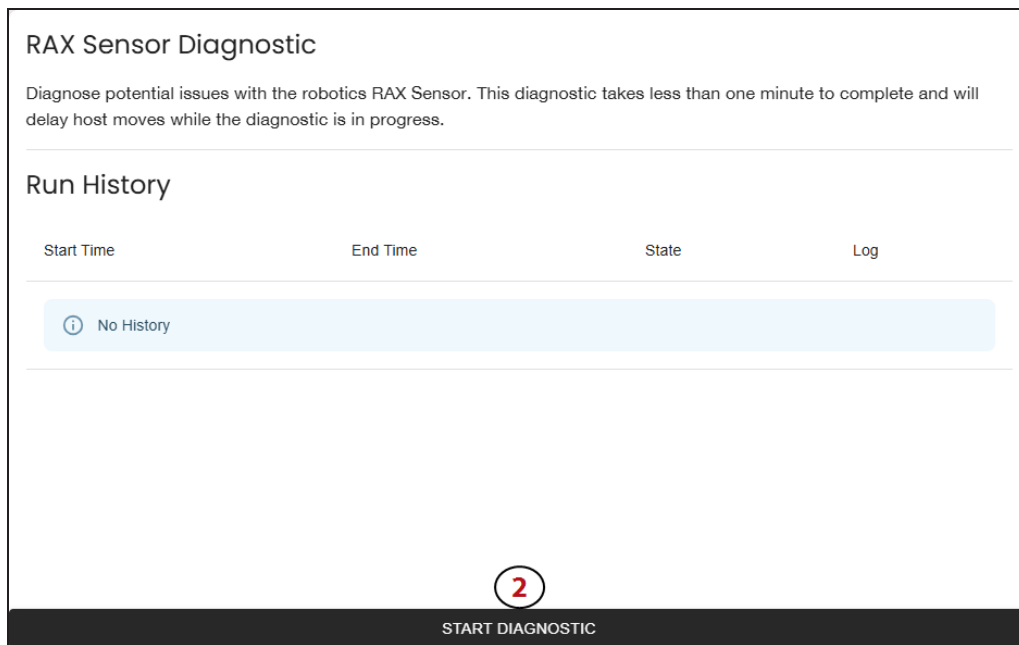 RAX Sensor Diagnostic
Diagnose potential issues with the robotics RAX Sensor. This diagnostic takes less than one minute to complete and will
delay host moves while the diagnostic is in progress.
Run History
Start Time End Time State Log
No History
2
START DIAGNOSTIC